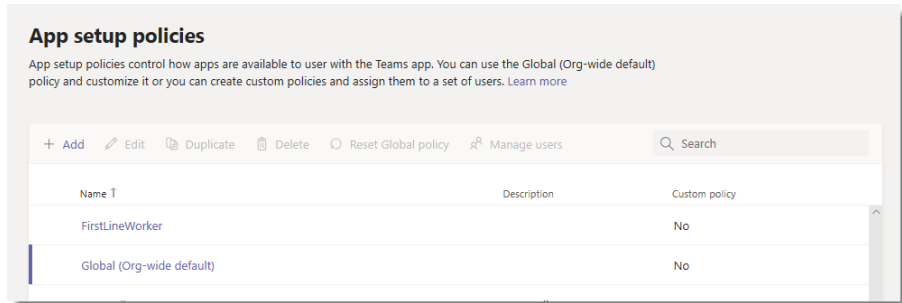 App setup policies
App setup policies control how apps are available to user with the Teams app. You can use the Global (Org-wide default)
policy and customize it or you can create custom policies and assign them to a set of users. Learn more
Add Edit Duplicate Delete Reset Global policy Manage users Search
Name Description Custom policy
FirstLineWorker No
Global (Org-wide default) No